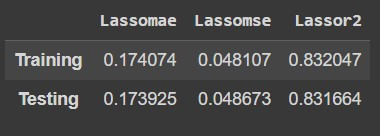 Lassomae Lassomse Lassor2
Training 0.174074 0.048107 0.832047
Testing 0.173925 0.048673 0.831664